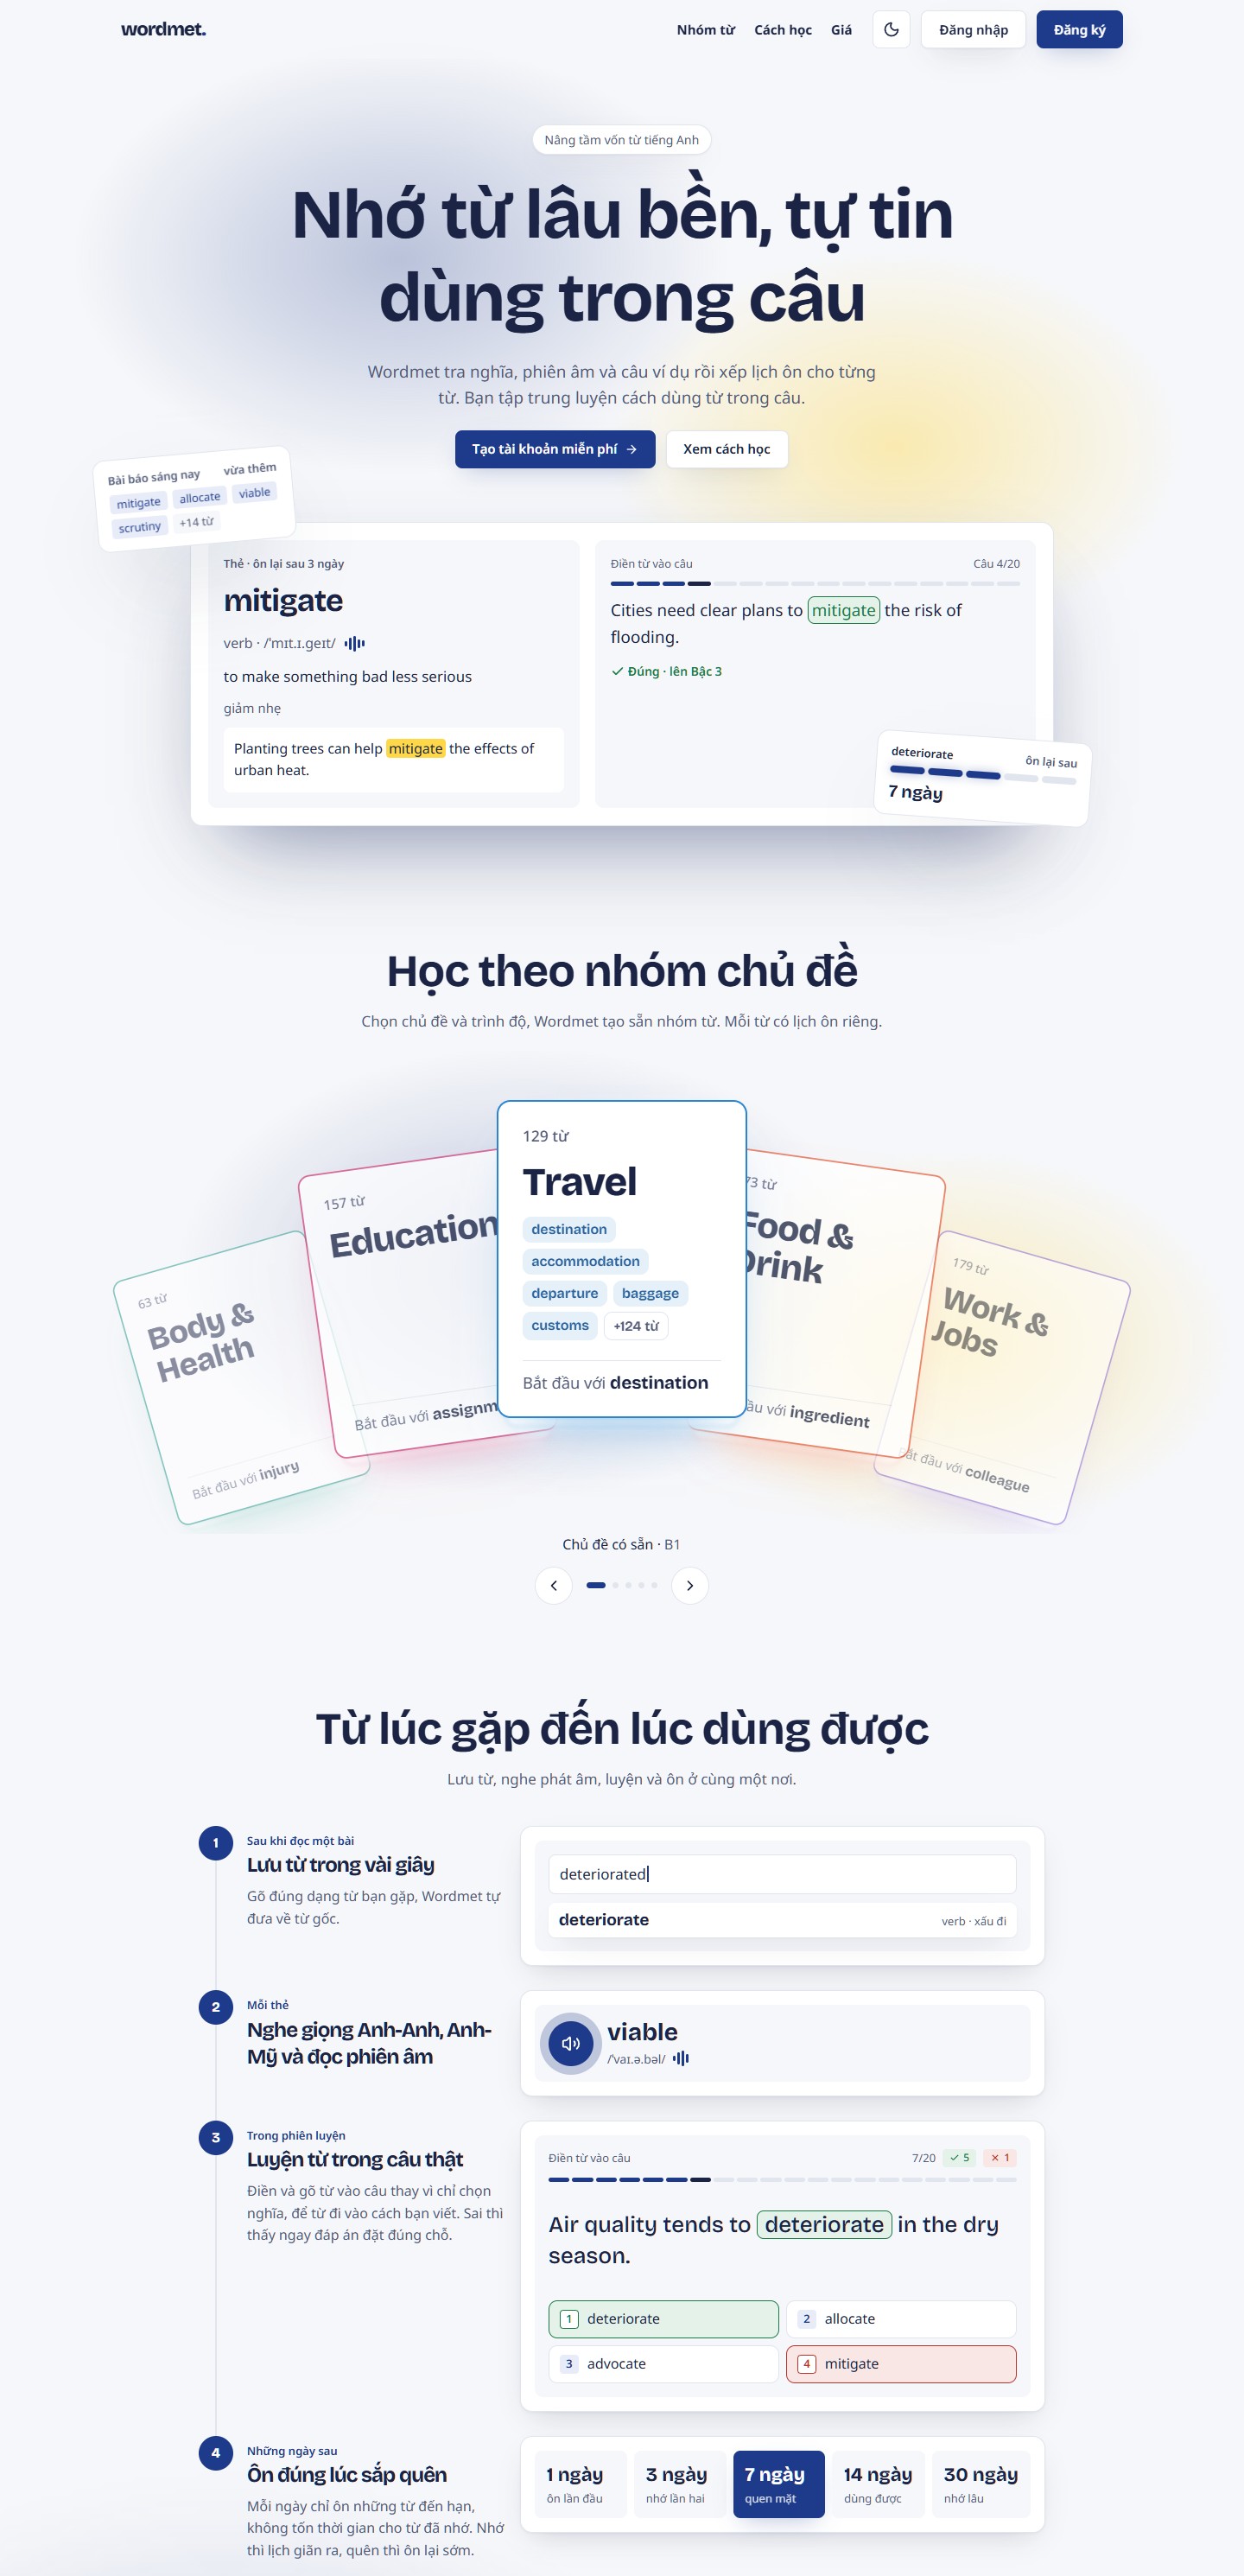 wordmet.
Nhóm từ
Cách học
Giá
Đăng nhập
Đăng ký
Nâng tầm vốn từ tiếng Anh
Nhớ từ lâu bền, tự tin
dùng trong câu
Wordmet tra nghĩa, phiên âm và câu ví dụ rồi xếp lịch ôn cho từng
từ. Bạn tập trung luyện cách dùng từ trong câu.
Tạo tài khoản miễn phí
Xem cách học
Bài báo sáng nay
vừa thêm
mitigate
allocate
viable
scrutiny
+14 từ
Thẻ · ôn lại sau 3 ngày
mitigate
verb · /ˈmɪt.ɪ.ɡeɪt/
to make something bad less serious
giảm nhẹ
Planting trees can help mitigate the effects of
urban heat.
Điền từ vào câu
Câu 4/20
Cities need clear plans to mitigate the risk of
flooding.
Đúng · lên Bậc 3
deteriorate
ôn lại sau
7 ngày
Học theo nhóm chủ đề
Chọn chủ đề và trình độ, Wordmet tạo sẵn nhóm từ. Mỗi từ có lịch ôn riêng.
63 từ
Body &
Health
Bắt đầu với injury
157 từ
Education
Bắt đầu với assignm
129 từ
Travel
destination
accommodation
departure
baggage
customs
+124 từ
Bắt đầu với destination
73 từ
Food &
Drink
ầu với ingredient
179 từ
Work &
Jobs
Bắt đầu với colleague
Chủ đề có sẵn · B1
Từ lúc gặp đến lúc dùng được
Lưu từ, nghe phát âm, luyện và ôn ở cùng một nơi.
1
Sau khi đọc một bài
Lưu từ trong vài giây
Gõ đúng dạng từ bạn gặp, Wordmet tự
đưa về từ gốc.
deteriorated
deteriorate
verb · xấu đi
2
Mỗi thẻ
Nghe giọng Anh-Anh, Anh-
Mỹ và đọc phiên âm
viable
/ˈvaɪ.ə.bəl/
3
Trong phiên luyện
Luyện từ trong câu thật
Điền và gõ từ vào câu thay vì chỉ chọn
nghĩa, để từ đi vào cách bạn viết. Sai thì
thấy ngay đáp án đặt đúng chỗ.
Điền từ vào câu
7/20
5
1
Air quality tends to deteriorate in the dry
season.
1 deteriorate
2 allocate
3 advocate
4 mitigate
4
Những ngày sau
Ôn đúng lúc sắp quên
Mỗi ngày chỉ ôn những từ đến hạn,
không tốn thời gian cho từ đã nhớ. Nhớ
thì lịch giãn ra, quên thì ôn lại sớm.
1 ngày
ôn lần đầu
3 ngày
nhớ lần hai
7 ngày
quen mặt
14 ngày
dùng được
30 ngày
nhớ lâu